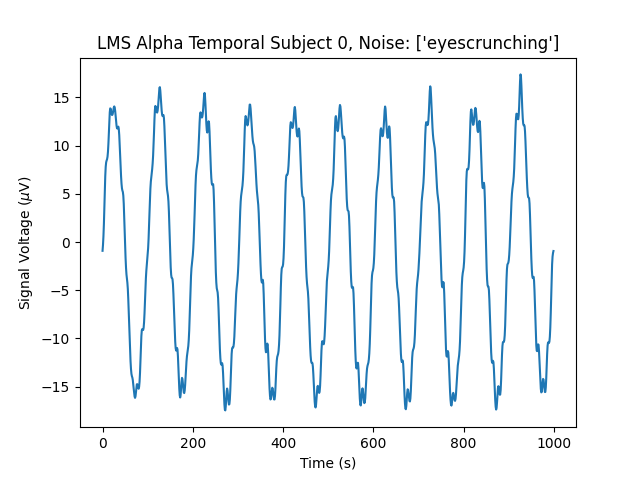 LMS Alpha Temporal Subject 0, Noise: ['eyescrunching']
Signal Voltage (μV)
15
10
5
0
−5
−10
−15
0 200 400 600 800 1000
Time (s)